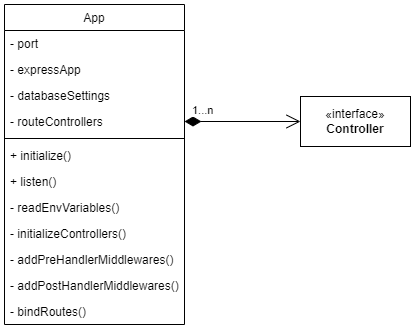 App
- port
- expressApp
- databaseSettings
- routeControllers
1...n
«interface»
Controller
+ initialize()
+ listen()
- readEnvVariables()
- initializeControllers()
- addPreHandlerMiddlewares()
- addPostHandlerMiddlewares()
- bindRoutes()